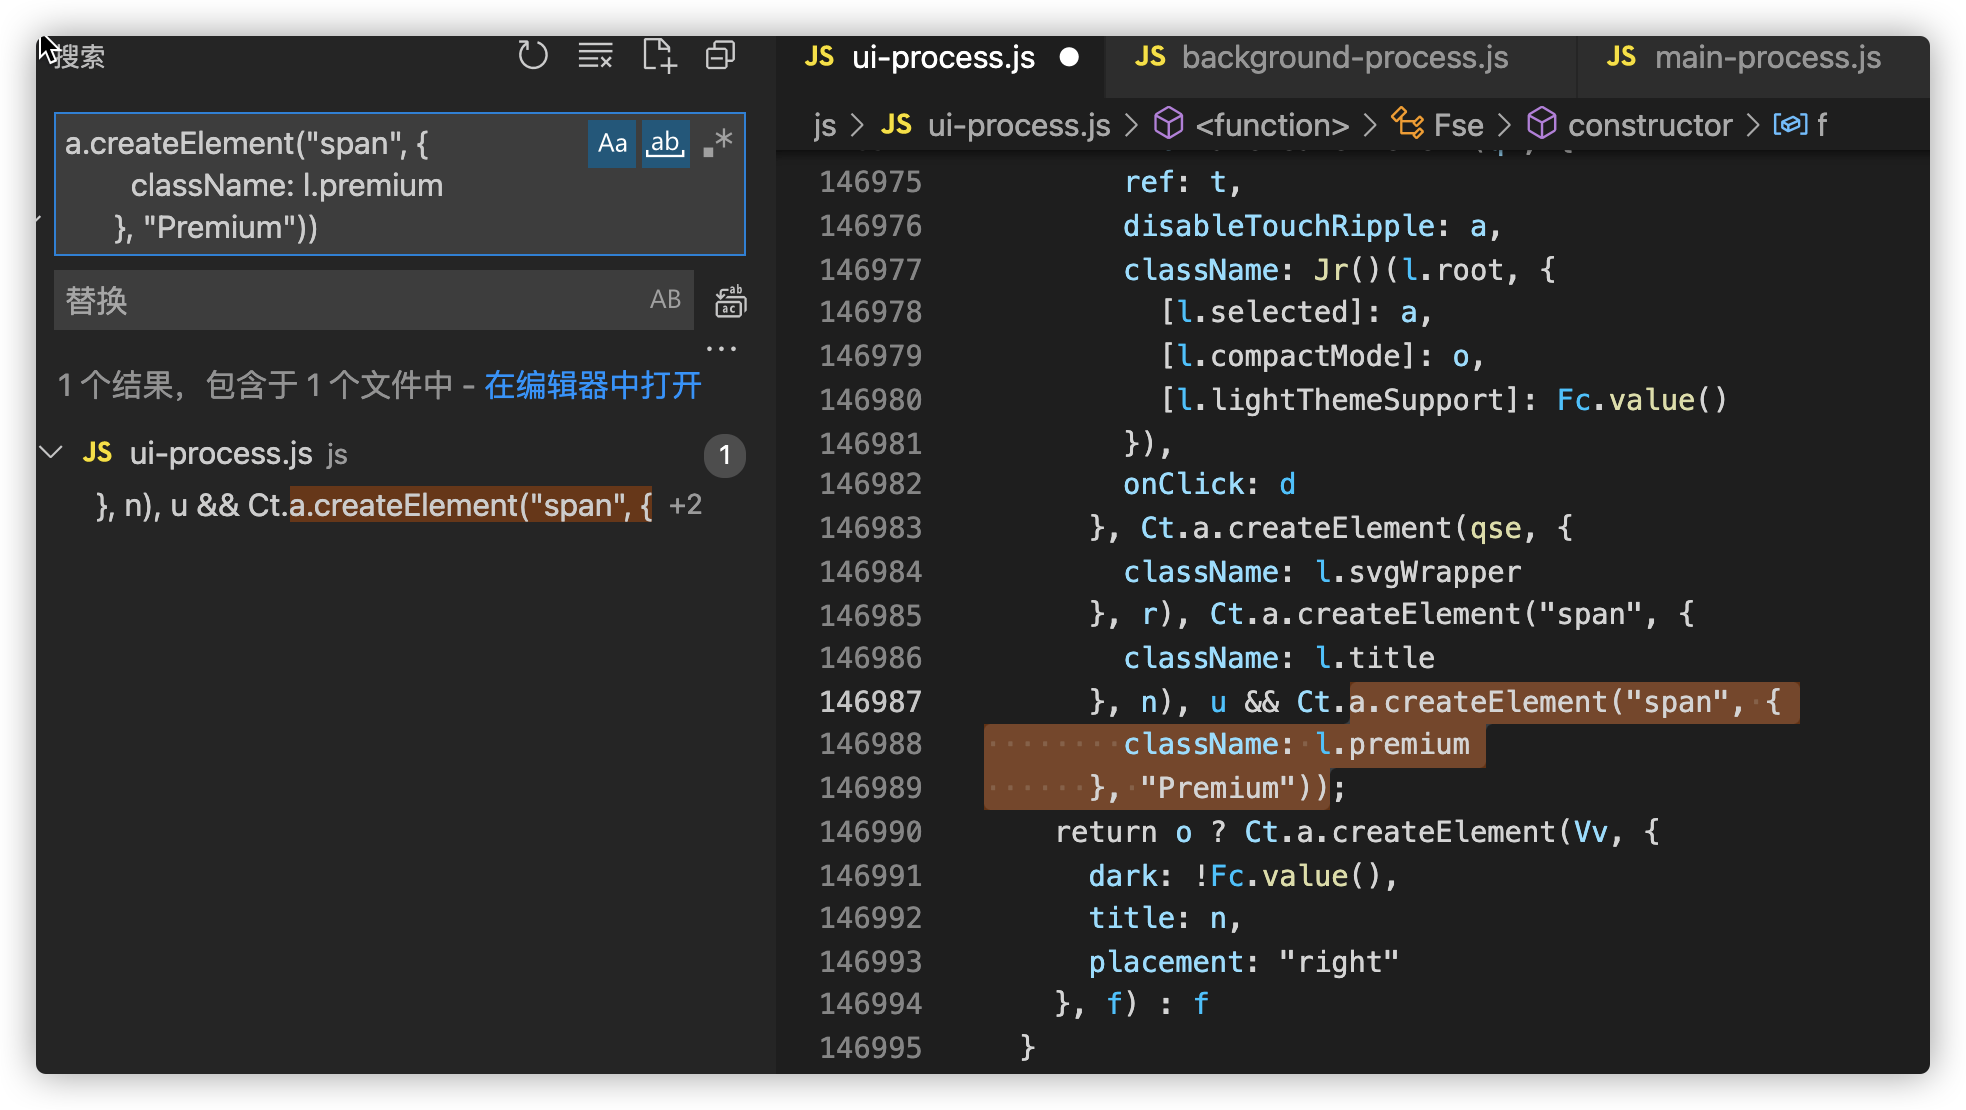 搜索
a.createElement("span", {
className: l.premium
}, "Premium"))
Aa
ab
.*
替换
AB
...
1 个结果，包含于 1 个文件中 - 在编辑器中打开
JS ui-process.js js 1
}, n), u && Ct.a.createElement("span", { +2
JS ui-process.js
JS background-process.js
JS main-process.js
js > JS ui-process.js > <function> > Fse > constructor > f
146975 ref: t,
146976 disableTouchRipple: a,
146977 className: Jr()(l.root, {
146978 [l.selected]: a,
146979 [l.compactMode]: o,
146980 [l.lightThemeSupport]: Fc.value()
146981 }),
146982 onClick: d
146983 }, Ct.a.createElement(qse, {
146984 className: l.svgWrapper
146985 }, r), Ct.a.createElement("span", {
146986 className: l.title
146987 }, n), u && Ct.a.createElement("span", {
146988 className: l.premium
146989 }, "Premium"));
146990 return o ? Ct.a.createElement(Vv, {
146991 dark: !Fc.value(),
146992 title: n,
146993 placement: "right"
146994 }, f) : f
146995 }